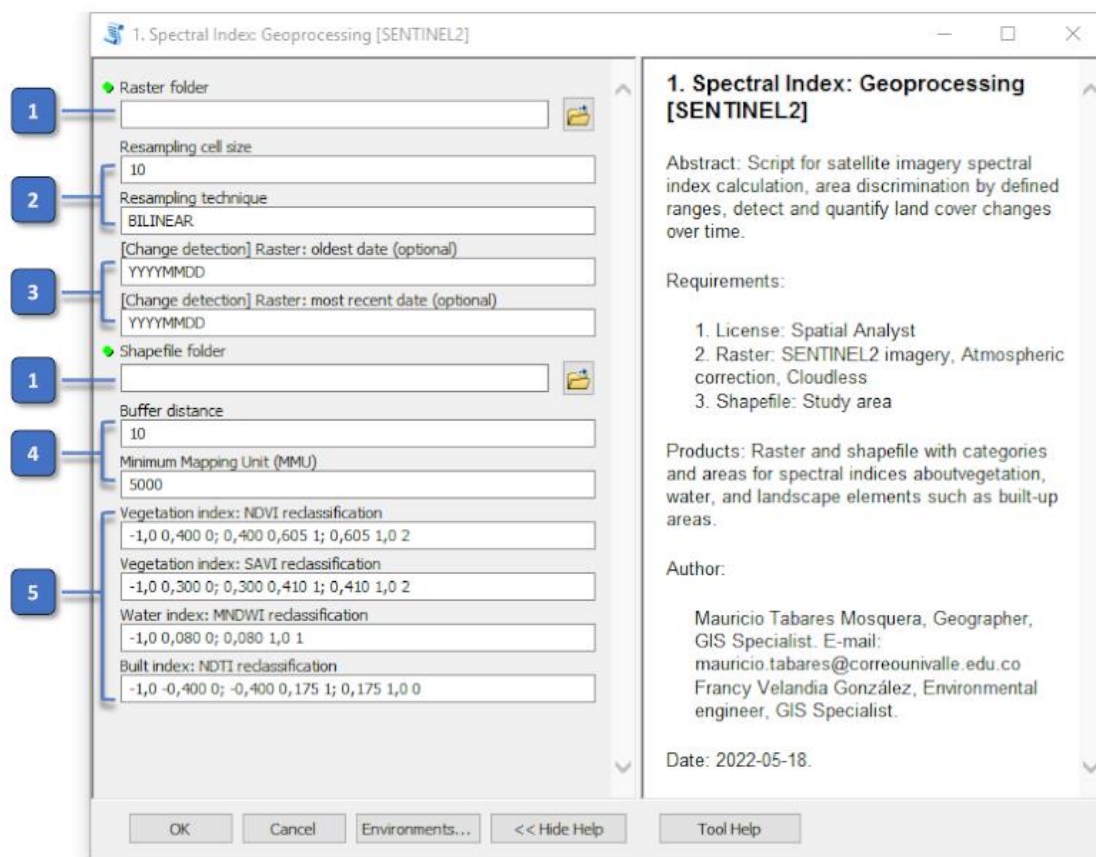 1. Spectral Index: Geoprocessing [SENTINEL2]
1
Raster folder
2
Resampling cell size
10
Resampling technique
BILINEAR
3
[Change detection] Raster: oldest date (optional)
YYYYMMDD
[Change detection] Raster: most recent date (optional)
YYYYMMDD
1
Shapefile folder
4
Buffer distance
10
Minimum Mapping Unit (MMU)
5000
5
Vegetation index: NDVI reclassification
-1,0 0,400 0; 0,400 0,605 1; 0,605 1,0 2
Vegetation index: SAVI reclassification
-1,0 0,300 0; 0,300 0,410 1; 0,410 1,0 2
Water index: MNDWI reclassification
-1,0 0,080 0; 0,080 1,0 1
Built index: NDTI reclassification
-1,0 -0,400 0; -0,400 0,175 1; 0,175 1,0 0
1. Spectral Index: Geoprocessing
[SENTINEL2]
Abstract: Script for satellite imagery spectral
index calculation, area discrimination by defined
ranges, detect and quantify land cover changes
over time.
Requirements:
1. License: Spatial Analyst
2. Raster: SENTINEL2 imagery, Atmospheric
correction, Cloudless
3. Shapefile: Study area
Products: Raster and shapefile with categories
and areas for spectral indices aboutvegetation,
water, and landscape elements such as built-up
areas.
Author:
Mauricio Tabares Mosquera, Geographer,
GIS Specialist. E-mail:
mauricio.tabares@correounivalle.edu.co
Francy Velandia González, Environmental
engineer, GIS Specialist.
Date: 2022-05-18.
OK
Cancel
Environments...
<< Hide Help
Tool Help